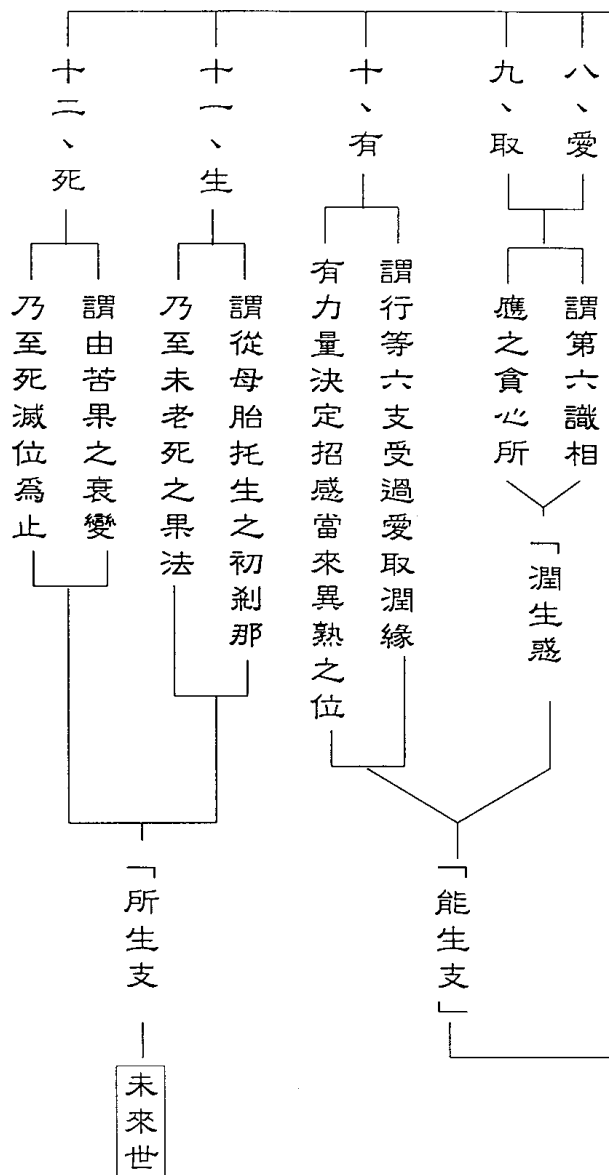 八、愛
九、取
謂第六識相
應之貪心所
「潤生惑
十、有
謂行等六支受過愛取潤緣
有力量決定招感當來異熟之位
「能生支」
十一、生
謂從母胎托生之初剎那
乃至未老死之果法
十二、死
謂由苦果之衰變
乃至死滅位為止
「所生支
未來世